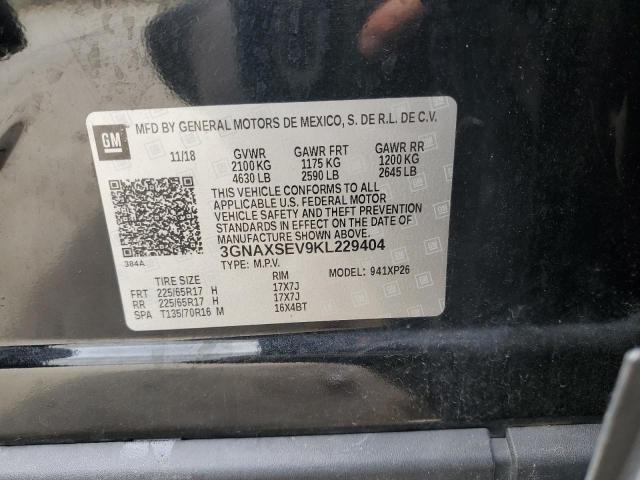 GM
MFD BY GENERAL MOTORS DE MEXICO, S. DE R.L. DE C.V.
11/18 GVWR GAWR FRT GAWR RR
2100 KG 1175 KG 1200 KG
4630 LB 2590 LB 2645 LB
THIS VEHICLE CONFORMS TO ALL
APPLICABLE U.S. FEDERAL MOTOR
VEHICLE SAFETY AND THEFT PREVENTION
STANDARDS IN EFFECT ON THE DATE OF
MANUFACTURE SHOWN ABOVE.
384A 3GNAXSEV9KL229404
TYPE: M.P.V. MODEL: 941XP26
TIRE SIZE RIM
FRT 225/65R17 H 17X7J
RR 225/65R17 H 17X7J
SPA T135/70R16 M 16X4BT